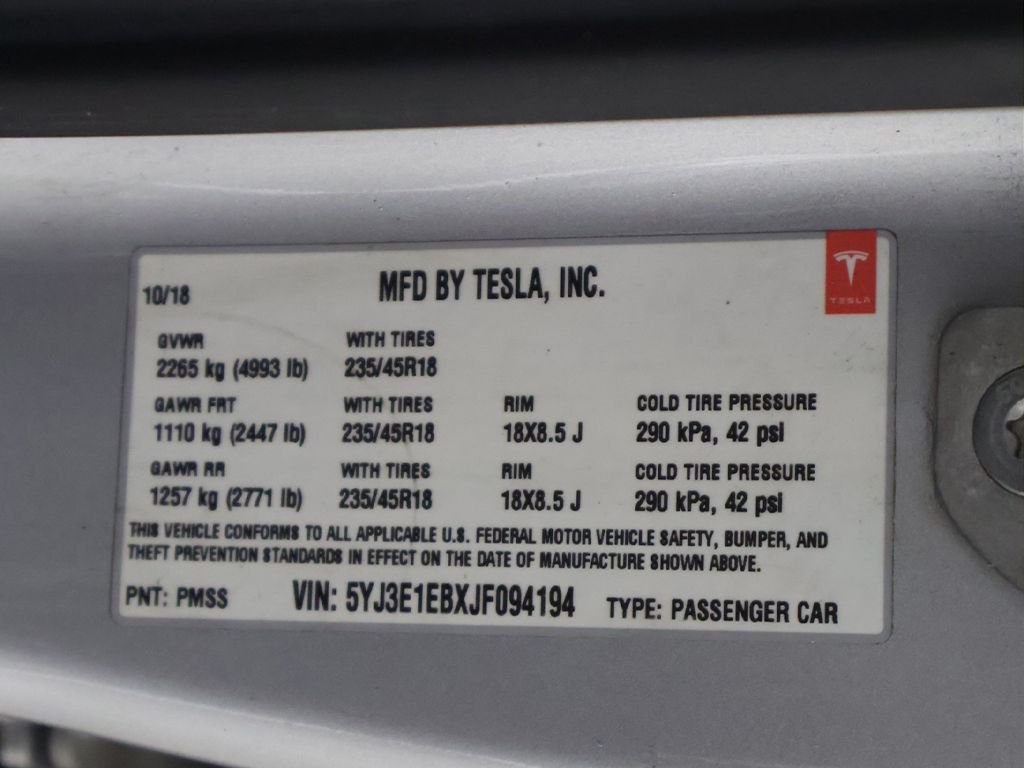 10/18 MFD BY TESLA, INC.
TESLA
GVWR WITH TIRES
2265 kg (4993 lb) 235/45R18
GAWR FRT WITH TIRES RIM COLD TIRE PRESSURE
1110 kg (2447 lb) 235/45R18 18X8.5 J 290 kPa, 42 psi
GAWR RR WITH TIRES RIM COLD TIRE PRESSURE
1257 kg (2771 lb) 235/45R18 18X8.5 J 290 kPa, 42 psi
THIS VEHICLE CONFORMS TO ALL APPLICABLE U.S. FEDERAL MOTOR VEHICLE SAFETY, BUMPER, AND
THEFT PREVENTION STANDARDS IN EFFECT ON THE DATE OF MANUFACTURE SHOWN ABOVE.
PNT: PMSS VIN: 5YJ3E1EBXJF094194 TYPE: PASSENGER CAR